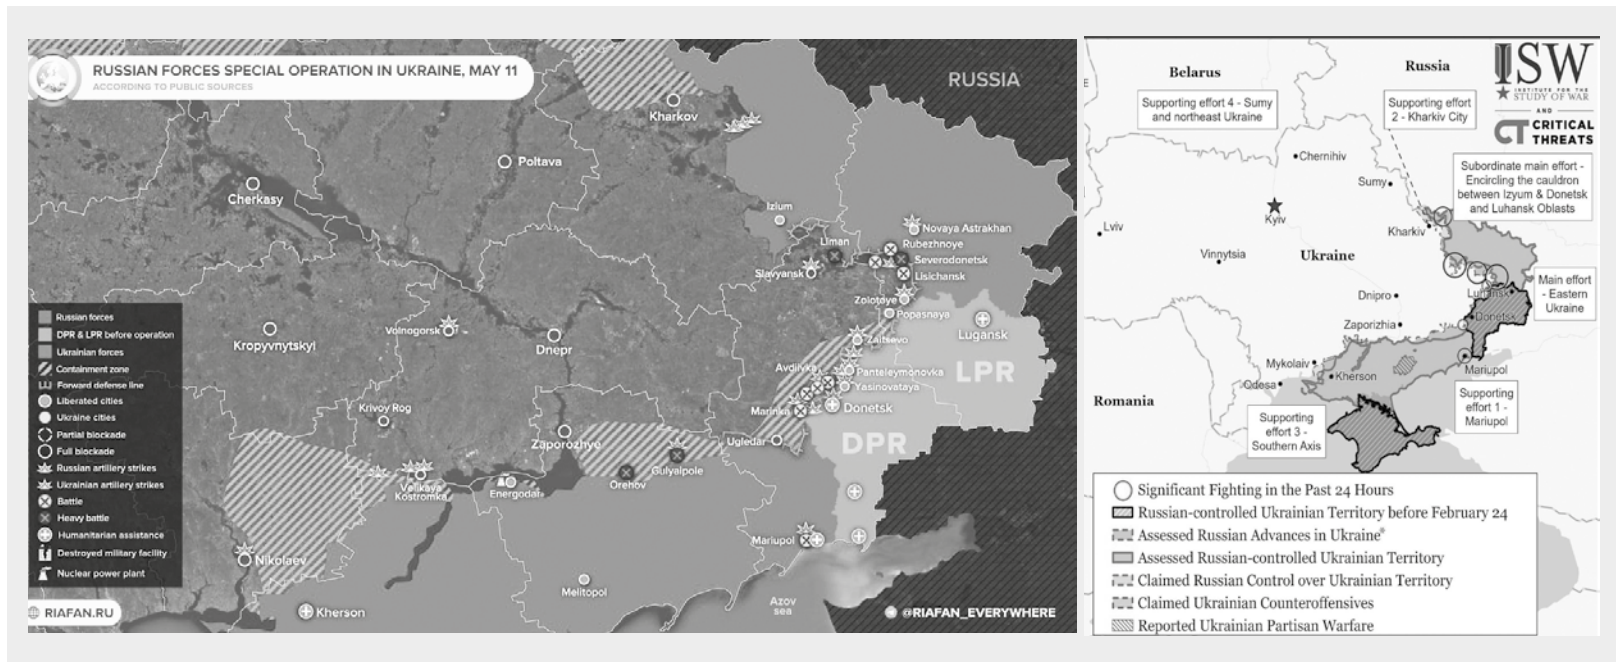 RUSSIAN FORCES SPECIAL OPERATION IN UKRAINE, MAY 11
ACCORDING TO PUBLIC SOURCES
RUSSIA
Kharkov
Poltava
Cherkasy
Izium
Novaya Astrakhan
Liman
Rubezhnoye
Severodonetsk
Slavyansk
Lisichansk
Zolotoye
Popasnaya
Lugansk
Volnogorsk
Kropyvnytskyi
Dnepr
Zaitsevo
Avdiivka
Panteleymonovka
LPR
Yasinovataya
Krivoy Rog
Marinka
Donetsk
Zaporozhye
Ugledar
DPR
Gulyaipole
Orehov
Velikaya
Kostromka
Energodar
Mariupol
Nikolaev
Melitopol
Azov
sea
Kherson
Russian forces
DPR & LPR before operation
Ukrainian forces
Containment zone
Forward defense line
Liberated cities
Ukraine cities
Partial blockade
Full blockade
Russian artillery strikes
Ukrainian artillery strikes
Battle
Heavy battle
Humanitarian assistance
Destroyed military facility
Nuclear power plant
RIAFAN.RU
@RIAFAN_EVERYWHERE
Belarus
Russia
ISW
INSTITUTE FOR THE
STUDY OF WAR
AND
CT CRITICAL
THREATS
Supporting effort 4 - Sumy
and northeast Ukraine
Supporting effort
2 - Kharkiv City
Subordinate main effort -
Encircling the cauldron
between Izyum & Donetsk
and Luhansk Oblasts
Chernihiv
Sumy
Kyiv
Lviv
Kharkiv
Vinnytsia
Ukraine
Main effort
- Eastern
Ukraine
Luhansk
Dnipro
Donetsk
Zaporizhia
Mykolaiv
Mariupol
Kherson
Odesa
Romania
Supporting
effort 1 -
Mariupol
Supporting
effort 3 -
Southern Axis
Significant Fighting in the Past 24 Hours
Russian-controlled Ukrainian Territory before February 24
Assessed Russian Advances in Ukraine*
Assessed Russian-controlled Ukrainian Territory
Claimed Russian Control over Ukrainian Territory
Claimed Ukrainian Counteroffensives
Reported Ukrainian Partisan Warfare